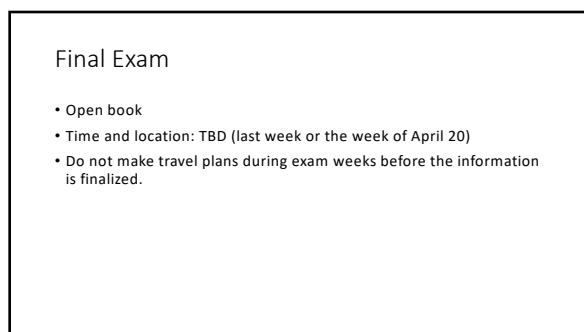 Final Exam
• Open book
• Time and location: TBD (last week or the week of April 20)
• Do not make travel plans during exam weeks before the information
is finalized.